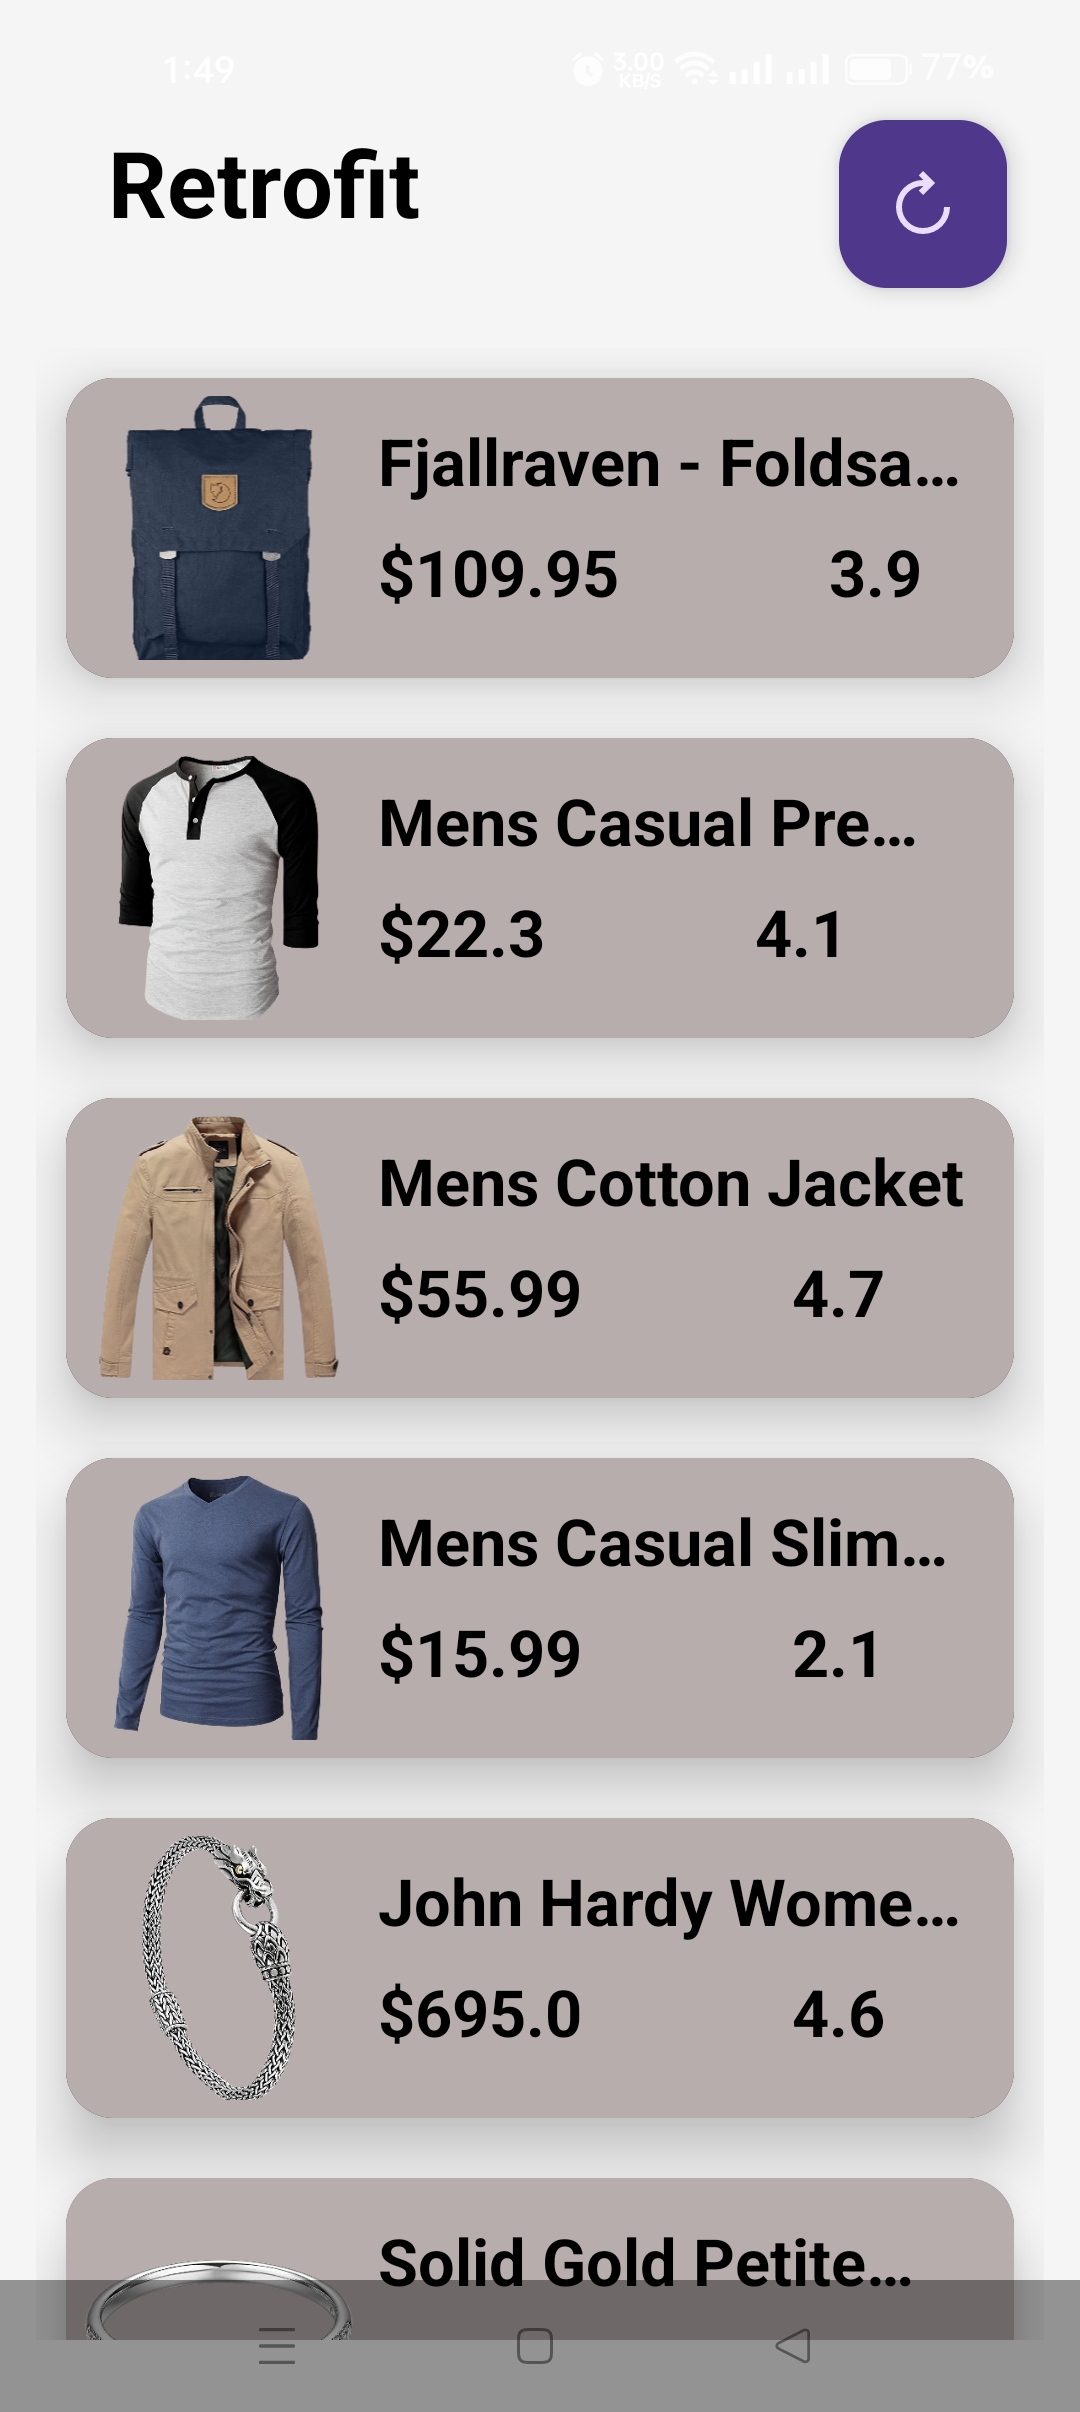 1:49 3.00 KB/S 77%
Retrofit
Fjallraven - Foldsa...
$109.95 3.9
Mens Casual Pre...
$22.3 4.1
Mens Cotton Jacket
$55.99 4.7
Mens Casual Slim...
$15.99 2.1
John Hardy Wome...
$695.0 4.6
Solid Gold Petite...